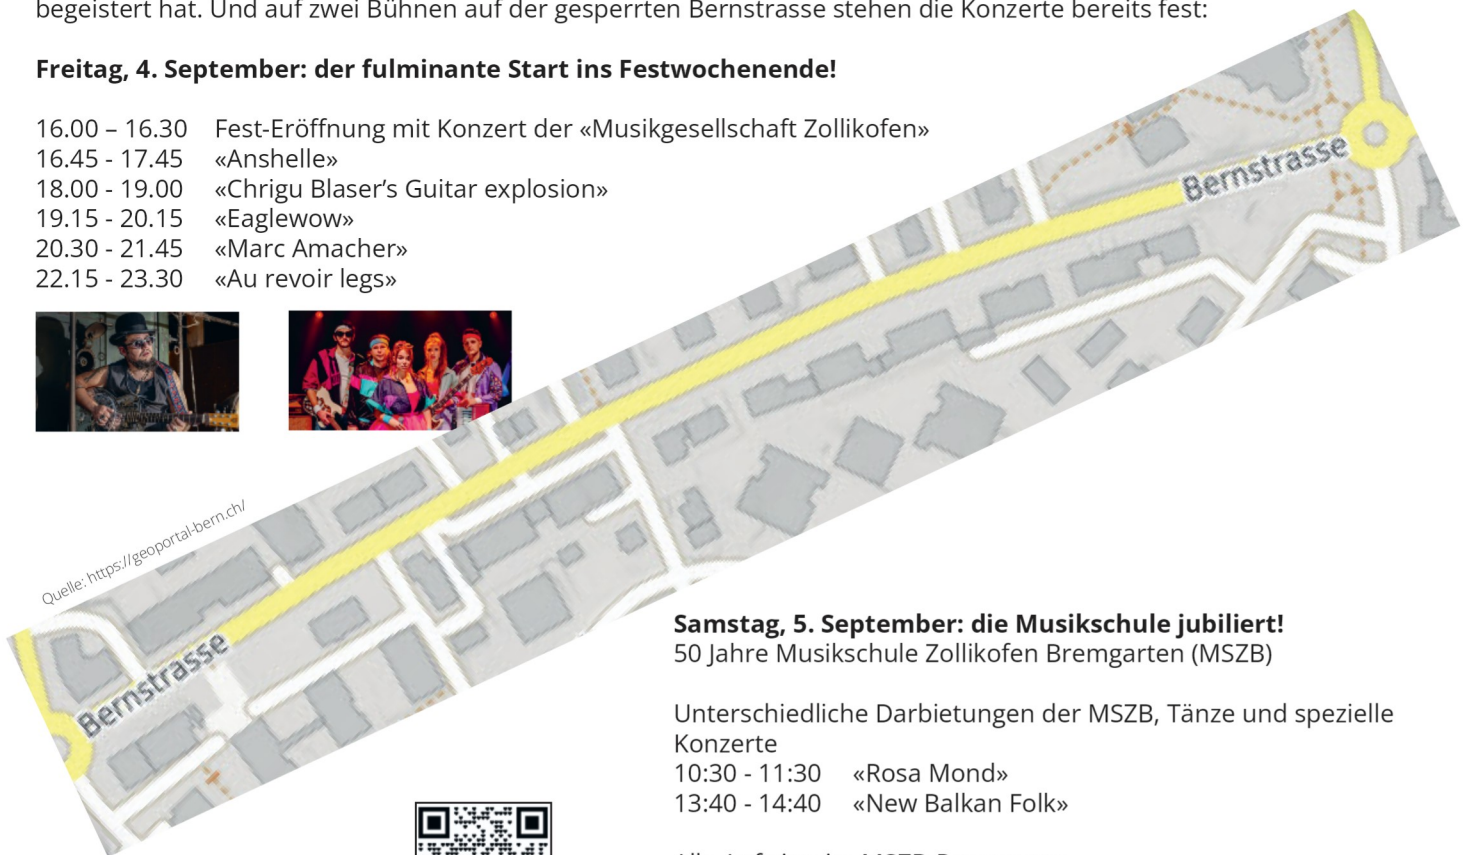 begeistert hat. Und auf zwei Bühnen auf der gesperrten Bernstrasse stehen die Konzerte bereits fest:
Freitag, 4. September: der fulminante Start ins Festwochenende!
16.00 – 16.30 Fest-Eröffnung mit Konzert der «Musikgesellschaft Zollikofen»
16.45 - 17.45 «Anshelle»
18.00 - 19.00 «Chrigu Blaser’s Guitar explosion»
19.15 - 20.15 «Eaglewow»
20.30 - 21.45 «Marc Amacher»
22.15 - 23.30 «Au revoir legs»
Bernstrasse
Quelle: https://geoportal-bern.ch/
Bernstrasse
Samstag, 5. September: die Musikschule jubiliert!
50 Jahre Musikschule Zollikofen Bremgarten (MSZB)
Unterschiedliche Darbietungen der MSZB, Tänze und spezielle
Konzerte
10:30 - 11:30 «Rosa Mond»
13:40 - 14:40 «New Balkan Folk»